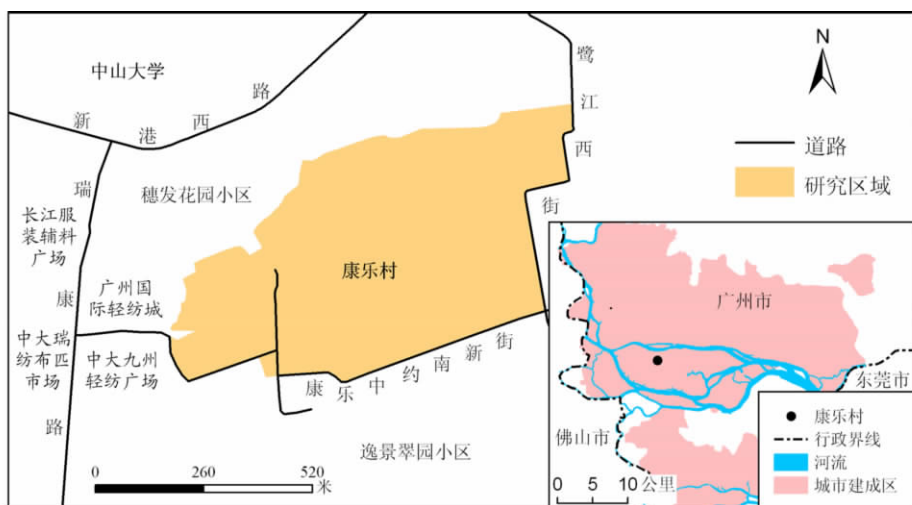 中山大学
新港西路
鹭江西街
N
道路
研究区域
瑞康路
长江服
装辅料
广场
穗发花园小区
康乐村
广州国
际轻纺城
中大瑞
纺布匹
市场
中大九州
轻纺广场
康乐中约南新街
逸景翠园小区
0 260 520
米
广州市
东莞市
佛山市
0 5 10 公里
康乐村
行政界线
河流
城市建成区